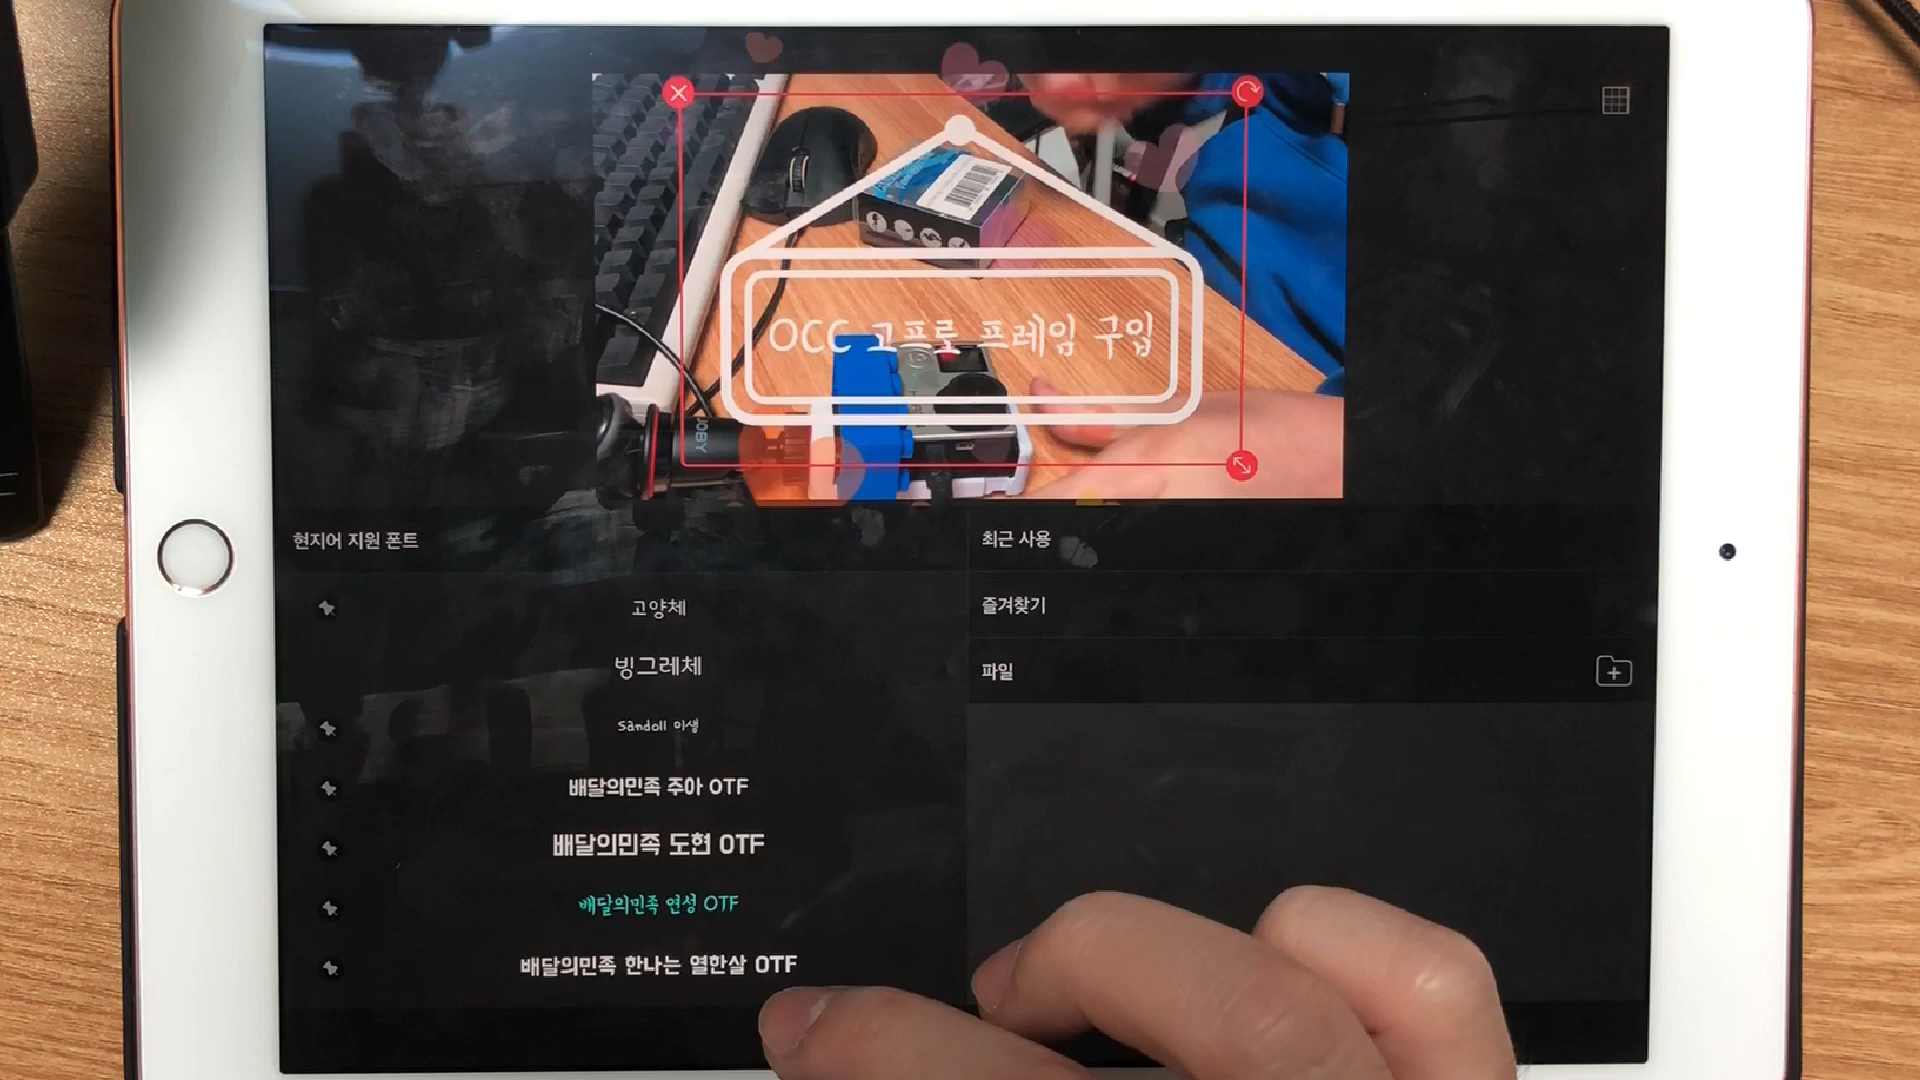 OCC 고프로 프레임 구입
JOBY
현지어 지원 폰트
고양체
빙그레체
Sandoll 미생
배달의민족 주아 OTF
배달의민족 도현 OTF
배달의민족 연성 OTF
배달의민족 한나는 열한살 OTF
최근 사용
즐겨찾기
파일